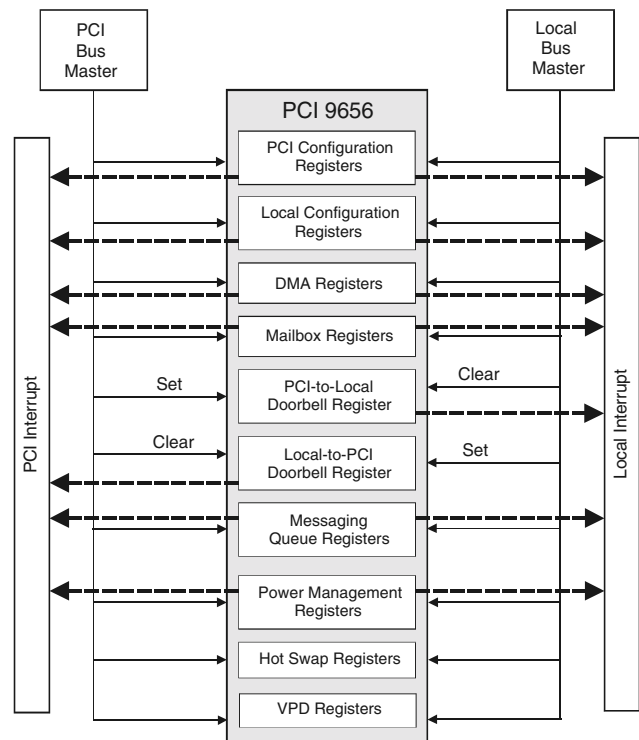 PCI
Bus
Master
Local
Bus
Master
PCI 9656
PCI Configuration
Registers
Local Configuration
Registers
DMA Registers
Mailbox Registers
Set
PCI-to-Local
Doorbell Register
Clear
Clear
Local-to-PCI
Doorbell Register
Set
Messaging
Queue Registers
Power Management
Registers
Hot Swap Registers
VPD Registers
PCI Interrupt
Local Interrupt